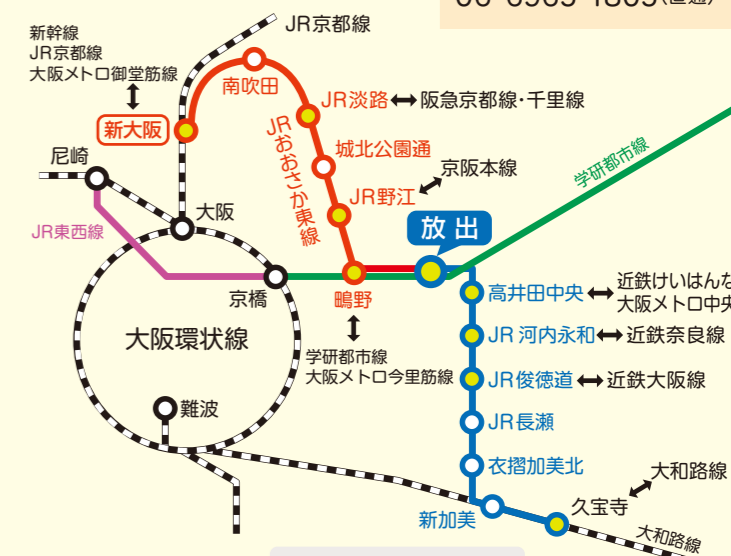 06-6965-1805(直通)
JR京都線
新幹線
JR京都線
大阪メトロ御堂筋線
南吹田
JR淡路
阪急京都線・千里線
新大阪
JRおおさか東線
城北公園通
学研都市線
尼崎
京阪本線
JR野江
大阪
放出
JR東西線
京橋
鴫野
高井田中央
近鉄けいはんな
大阪メトロ中央
大阪環状線
JR河内永和
近鉄奈良線
学研都市線
大阪メトロ今里筋線
JR俊徳道
近鉄大阪線
難波
JR長瀬
衣摺加美北
大和路線
久宝寺
新加美
大和路線